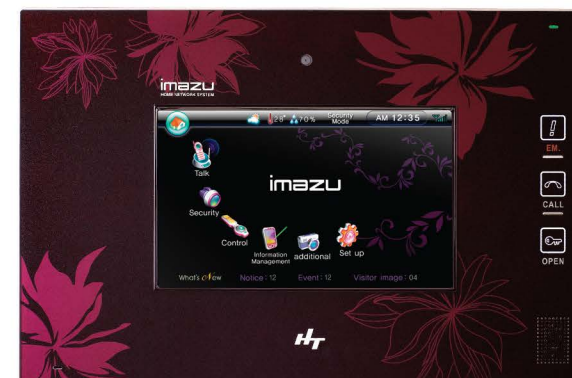 imazu
HOME NETWORK SYSTEM
28° 70% Security Mode AM 12:35
Talk
imazu
Security
Control
Information Management
additional
Set up
What's New Notice : 12 Event : 12 Visitor image : 04
EM.
CALL
OPEN
HT